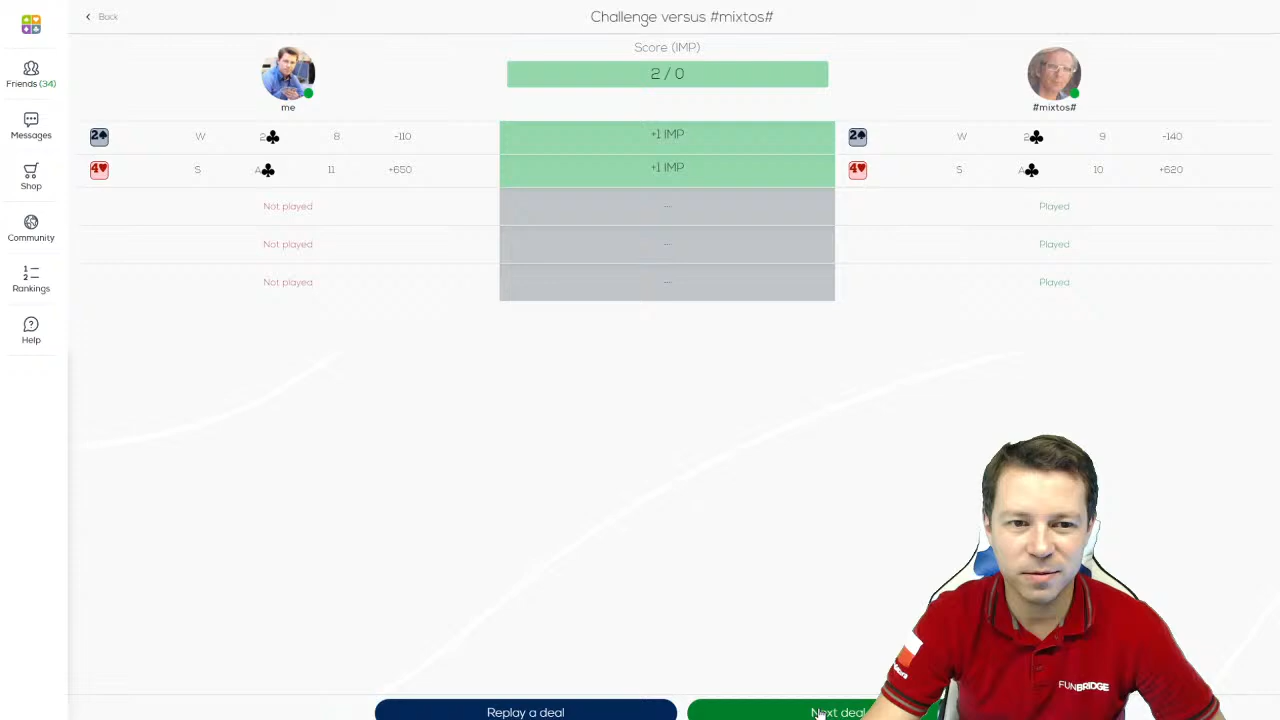 Back
Challenge versus #mixtos#
Score (IMP)
2 / 0
me
#mixtos#
Friends (34)
Messages
Shop
Community
Rankings
Help
2♠ W 2♣ 8 -110 +1 IMP 2♠ W 2♣ 9 -140
4♥ S A♣ 11 +650 +1 IMP 4♥ S A♣ 10 +620
Not played ... Played
Not played ... Played
Not played ... Played
Replay a deal
Next deal
FUNBRIDGE